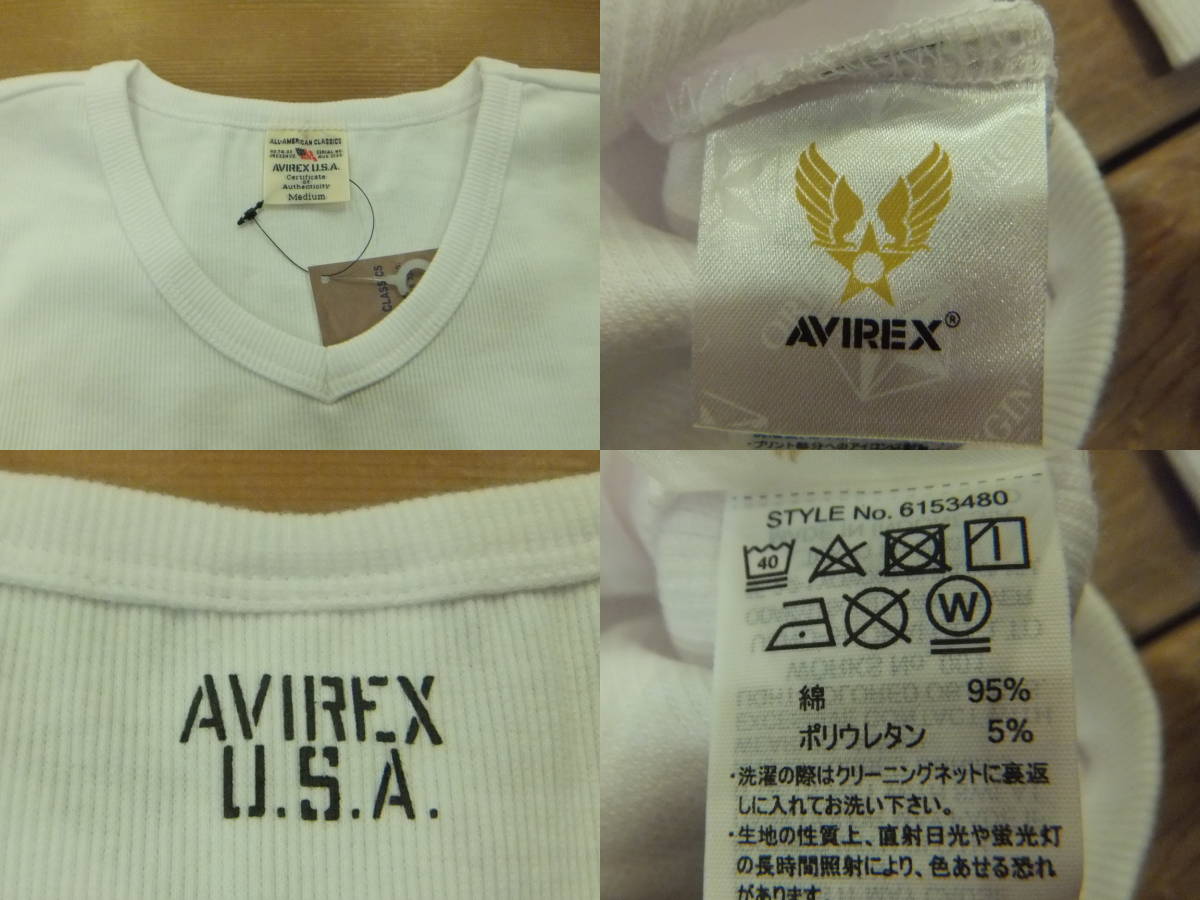 ALL-AMERICAN CLASSICS
AVIREX U.S.A.
Certificate
of
Authenticity
Medium
CLASSICS
AVIREX®
AVIREX
U.S.A.
STYLE No. 6153480
40
W
綿 95%
ポリウレタン 5%
・洗濯の際はクリーニングネットに裏返
しに入れてお洗い下さい。
・生地の性質上、直射日光や蛍光灯
の長時間照射により、色あせる恐れ
があります